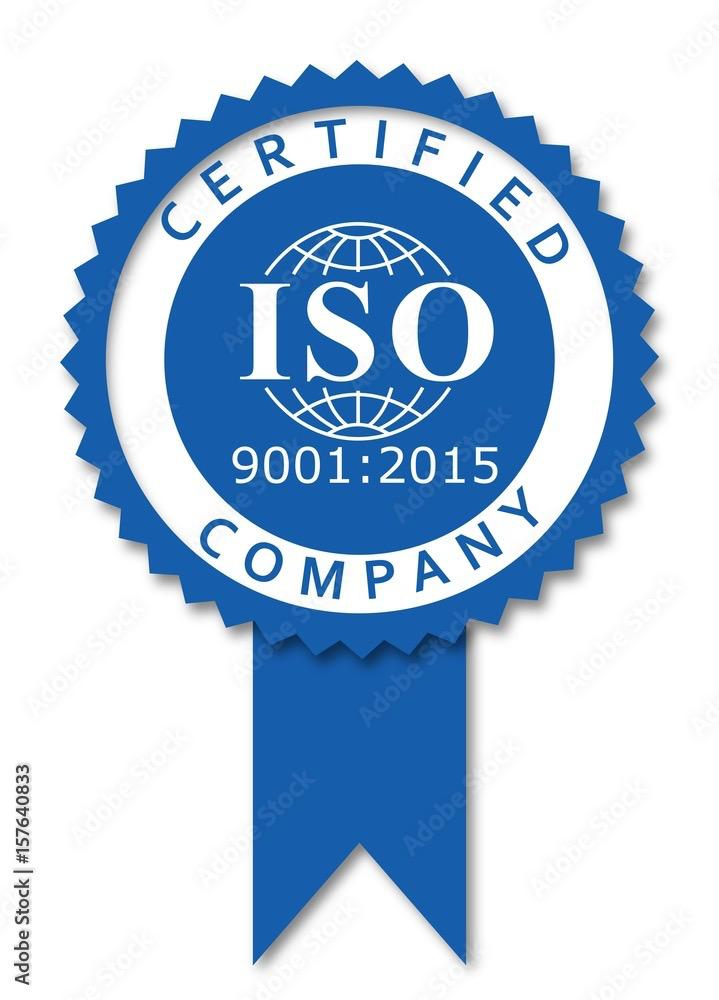 CERTIFIED
ISO
9001:2015
COMPANY
Adobe Stock | #157640833